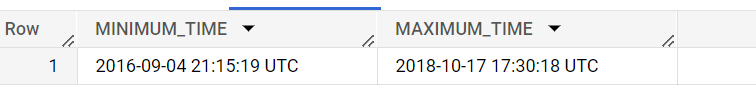 Row MINIMUM_TIME MAXIMUM_TIME
1 2016-09-04 21:15:19 UTC 2018-10-17 17:30:18 UTC